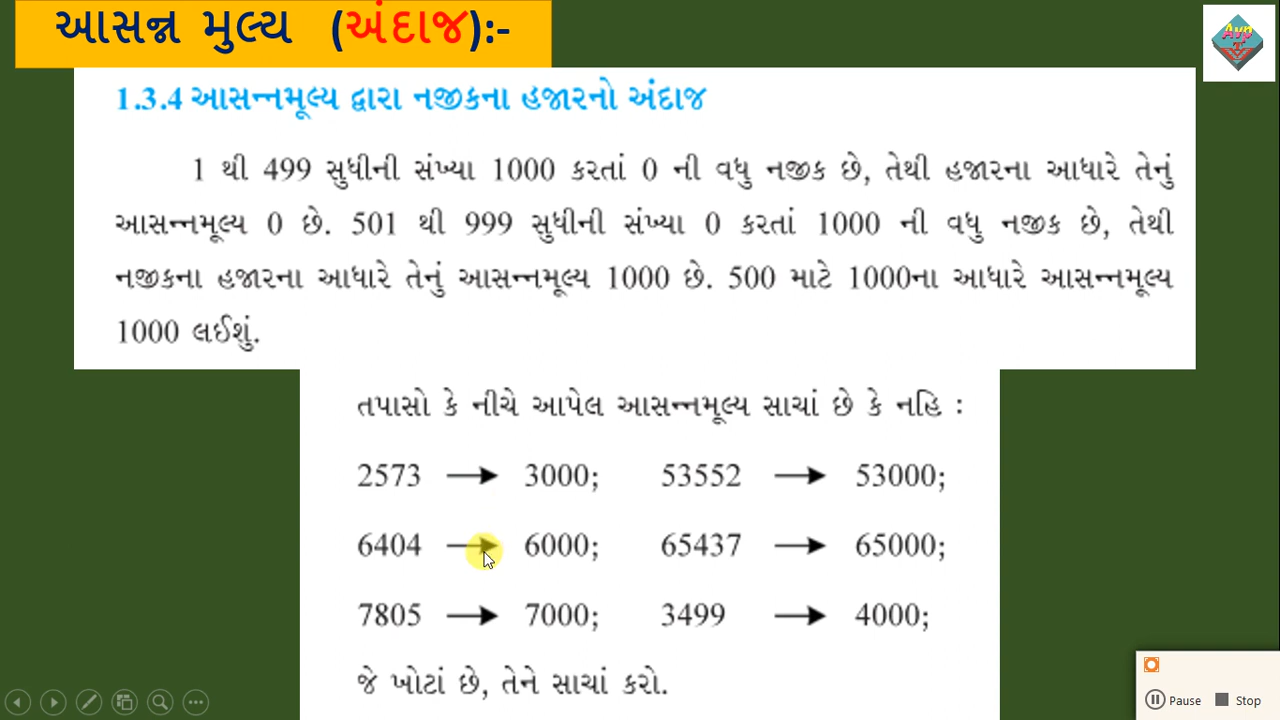 આસન્ન મુલ્ય (અંદાજ):-
1.3.4 આસન્નમૂલ્ય દ્વારા નજીકના હજારનો અંદાજ
1 થી 499 સુધીની સંખ્યા 1000 કરતાં 0 ની વધુ નજીક છે, તેથી હજારના આધારે તેનું
આસન્નમૂલ્ય 0 છે. 501 થી 999 સુધીની સંખ્યા 0 કરતાં 1000 ની વધુ નજીક છે, તેથી
નજીકના હજારના આધારે તેનું આસન્નમૂલ્ય 1000 છે. 500 માટે 1000ના આધારે આસન્નમૂલ્ય
1000 લઈશું.
તપાસો કે નીચે આપેલ આસન્નમૂલ્ય સાચાં છે કે નહિ :
2573 → 3000; 53552 → 53000;
6404 → 6000; 65437 → 65000;
7805 → 7000; 3499 → 4000;
જે ખોટાં છે, તેને સાચાં કરો.
Pause Stop